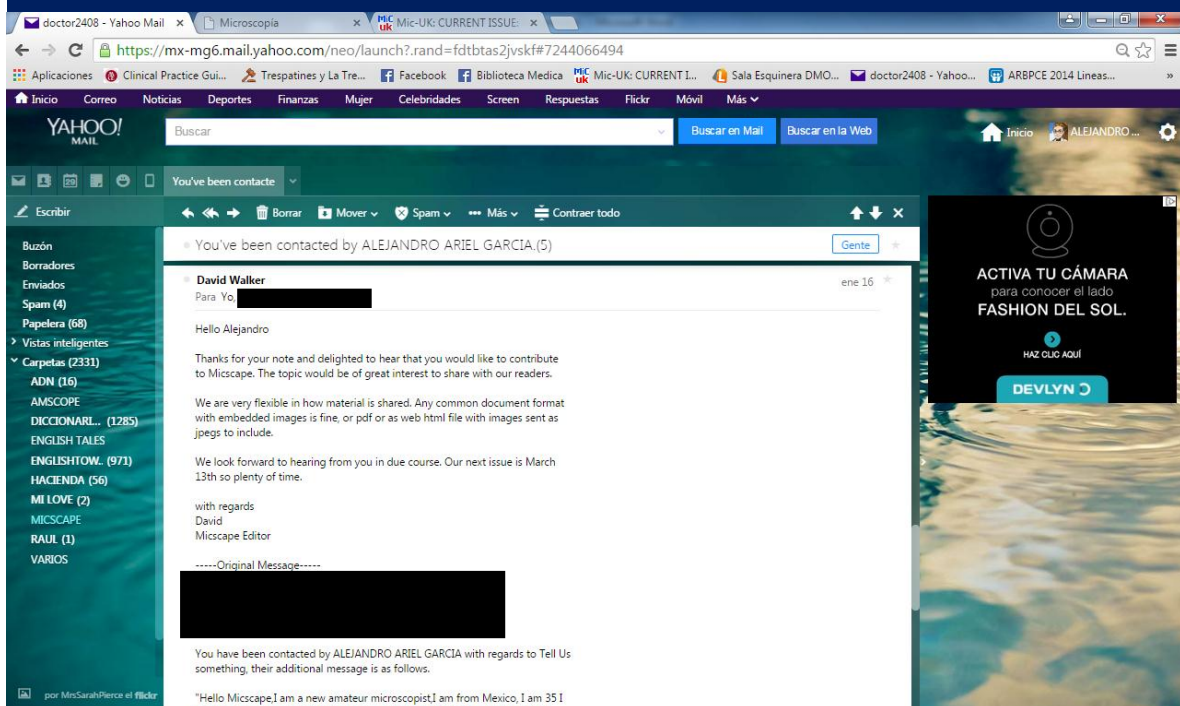 doctor2408 - Yahoo Mail
Microscopía
Mic-UK: CURRENT ISSUE:
https://mx-mg6.mail.yahoo.com/neo/launch?.rand=fdtbtas2jvskf#7244066494
Aplicaciones Clinical Practice Gui... Trespatines y La Tre... Facebook Biblioteca Medica Mic-UK: CURRENT I... Sala Esquinera DMO... doctor2408 - Yahoo... ARBPCE 2014 Lineas... »
Inicio Correo Noticias Deportes Finanzas Mujer Celebridades Screen Respuestas Flickr Móvil Más
YAHOO!
MAIL
Buscar
Buscar en Mail
Buscar en la Web
Inicio
ALEJANDRO ...
29
You've been contacte
Escribir
Borrar Mover Spam Más Contraer todo
Buzón
Borradores
Enviados
Spam (4)
Papelera (68)
Vistas inteligentes
Carpetas (2331)
ADN (16)
AMSCOPE
DICCIONARI... (1285)
ENGLISH TALES
ENGLISHTOW.. (971)
HACIENDA (56)
MI LOVE (2)
MICSCAPE
RAUL (1)
VARIOS
por MrsSarahPierce el flickr
You've been contacted by ALEJANDRO ARIEL GARCIA.(5)
Gente
David Walker
ene 16
Para Yo,
Hello Alejandro
Thanks for your note and delighted to hear that you would like to contribute
to Micscape. The topic would be of great interest to share with our readers.
We are very flexible in how material is shared. Any common document format
with embedded images is fine, or pdf or as web html file with images sent as
jpegs to include.
We look forward to hearing from you in due course. Our next issue is March
13th so plenty of time.
with regards
David
Micscape Editor
-----Original Message-----
You have been contacted by ALEJANDRO ARIEL GARCIA with regards to Tell Us
something, their additional message is as follows.
"Hello Micscape,I am a new amateur microscopist,I am from Mexico, I am 35 I
ACTIVA TU CÁMARA
para conocer el lado
FASHION DEL SOL.
HAZ CLIC AQUÍ
DEVLYN